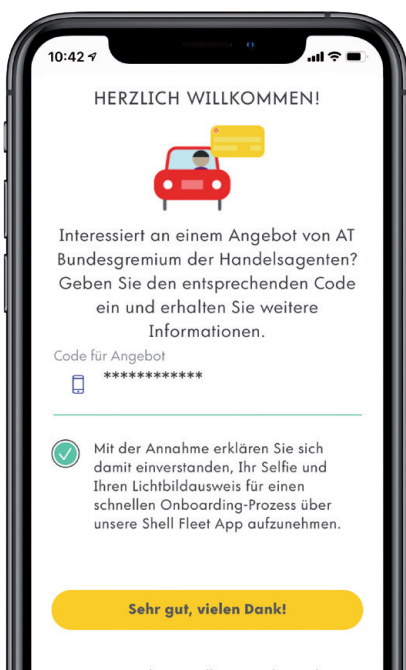 10:42
HERZLICH WILLKOMMEN!
Interessiert an einem Angebot von AT
Bundesgremium der Handelsagenten?
Geben Sie den entsprechenden Code
ein und erhalten Sie weitere
Informationen.
Code für Angebot
************
Mit der Annahme erklären Sie sich
damit einverstanden, Ihr Selfie und
Ihren Lichtbildausweis für einen
schnellen Onboarding-Prozess über
unsere Shell Fleet App aufzunehmen.
Sehr gut, vielen Dank!